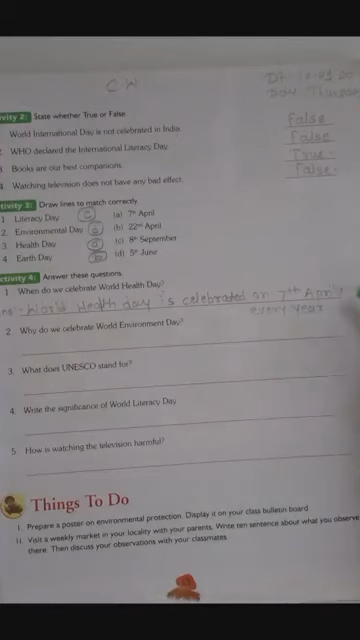 C W
Day Thursday
tivity 2: State whether True or False
World International Day is not celebrated in India. False
2 WHO declared the International Literacy Day. False
3 Books are our best companions. True
4 Watching television does not have any bad effect. False
ctivity 3: Draw lines to match correctly.
1 Literacy Day (c) (a) 7th April
2. Environmental Day (b) 22nd April
3. Health Day (a) (c) 8th September
4 Earth Day (b) (d) 5th June
ctivity 4: Answer these questions.
1 When do we celebrate World Health Day?
Ans- World Health day is celebrated on 7th April
every year
2. Why do we celebrate World Environment Day?
3. What does UNESCO stand for?
4. Write the significance of World Literacy Day
5. How is watching the television harmful?
Things To Do
I. Prepare a poster on environmental protection. Display it on your class bulletin board
II. Visit a weekly market in your locality with your parents. Write ten sentence about what you observe
there. Then discuss your observations with your classmates.